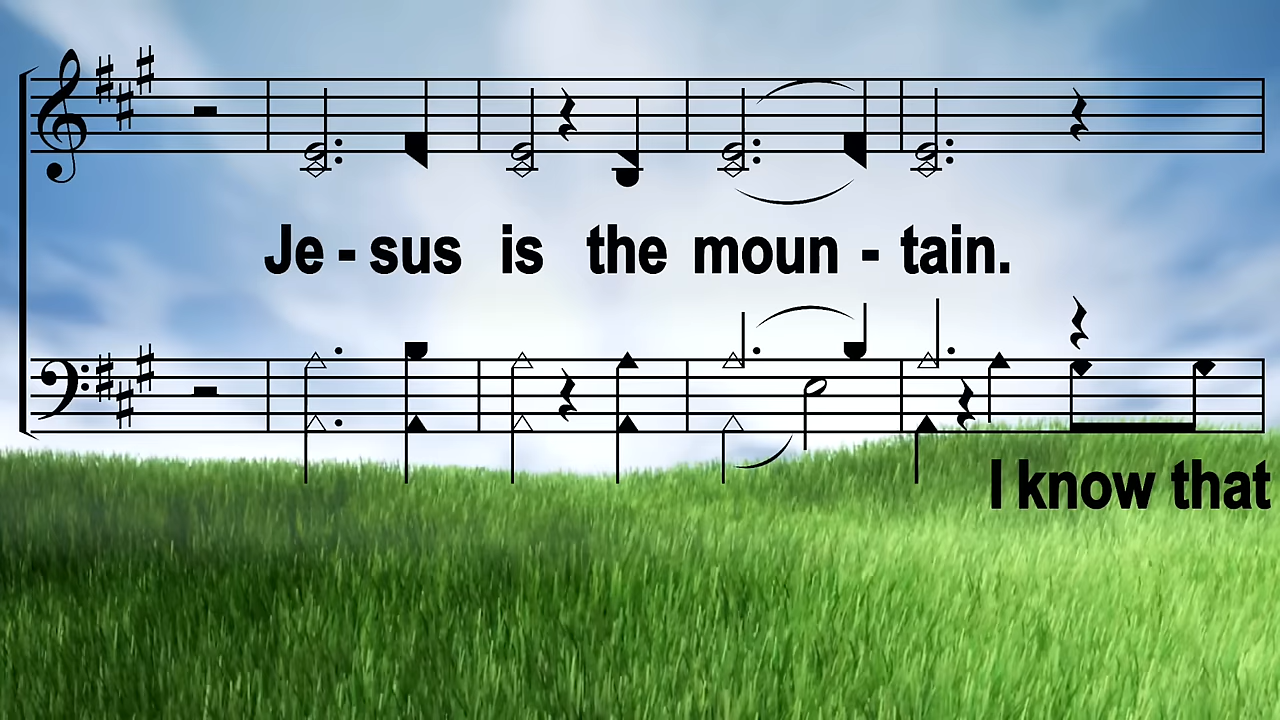 Je - sus is the moun - tain.
I know that